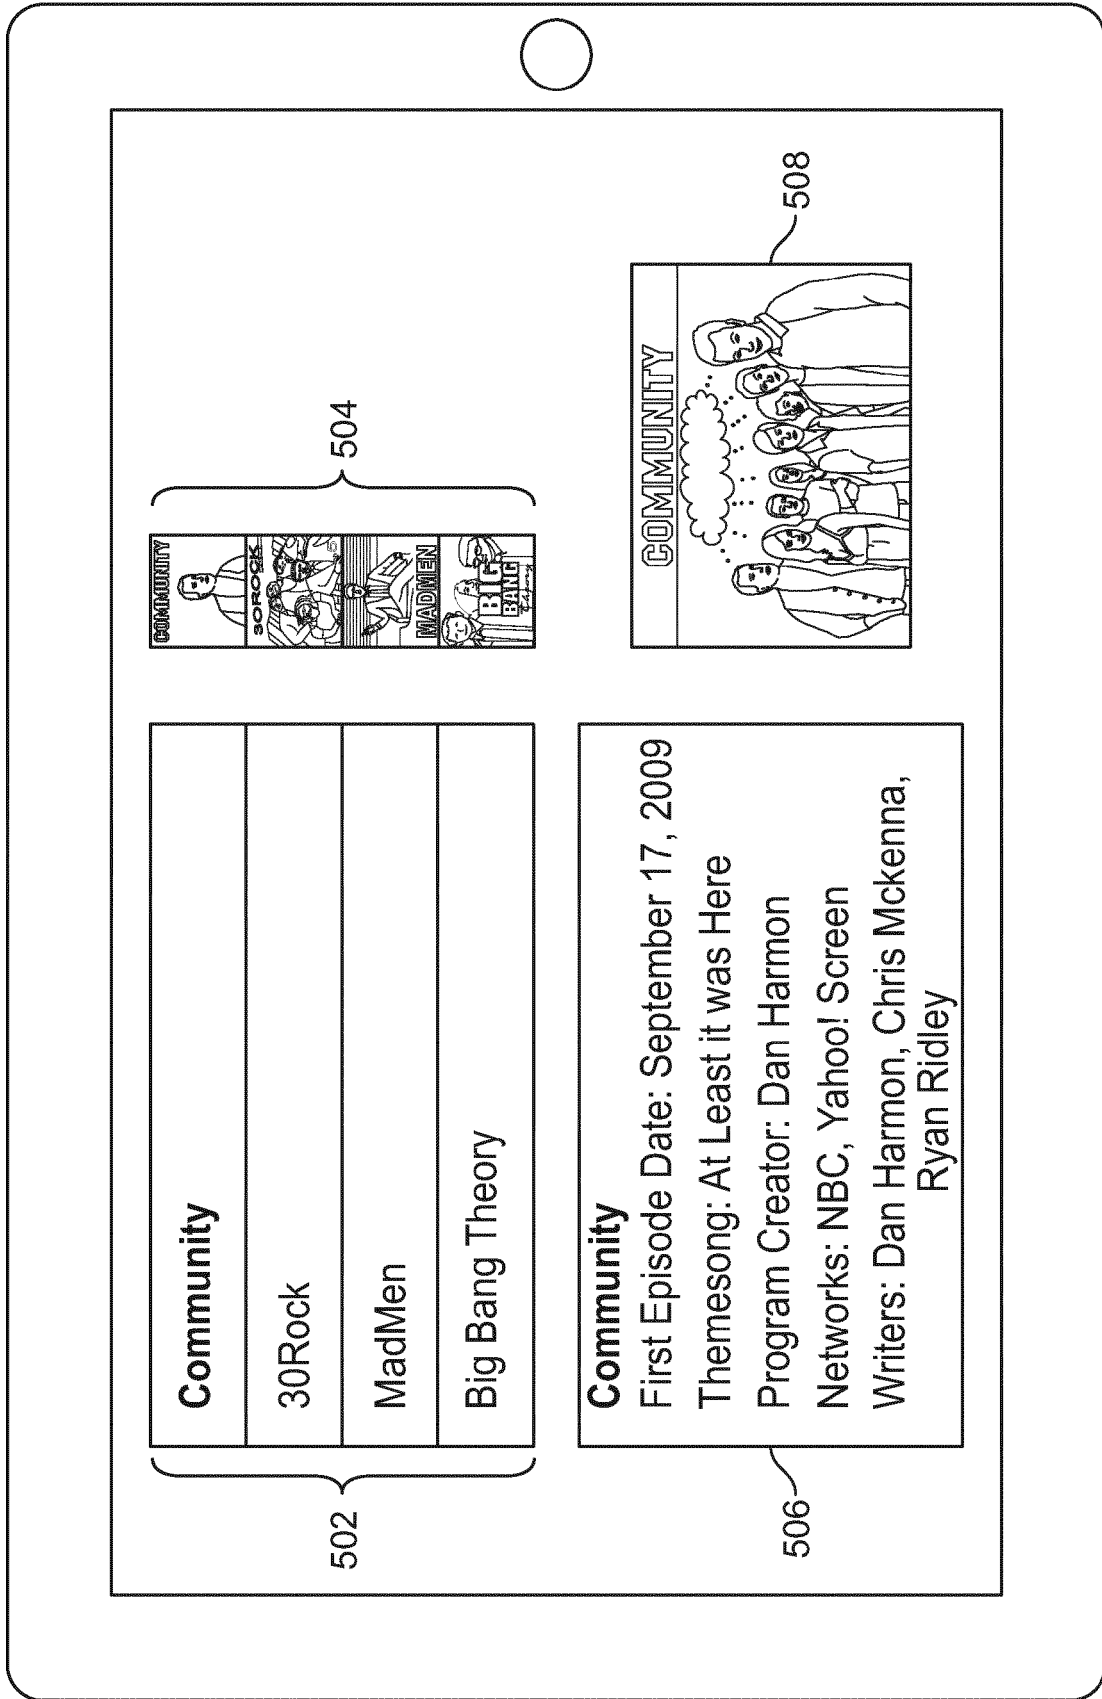 502
Community
30Rock
MadMen
Big Bang Theory
COMMUNITY
30ROCK
MADMEN
BIG
BANG
Theory
504
506
Community
First Episode Date: September 17, 2009
Themesong: At Least it was Here
Program Creator: Dan Harmon
Networks: NBC, Yahoo! Screen
Writers: Dan Harmon, Chris Mckenna,
Ryan Ridley
COMMUNITY
508